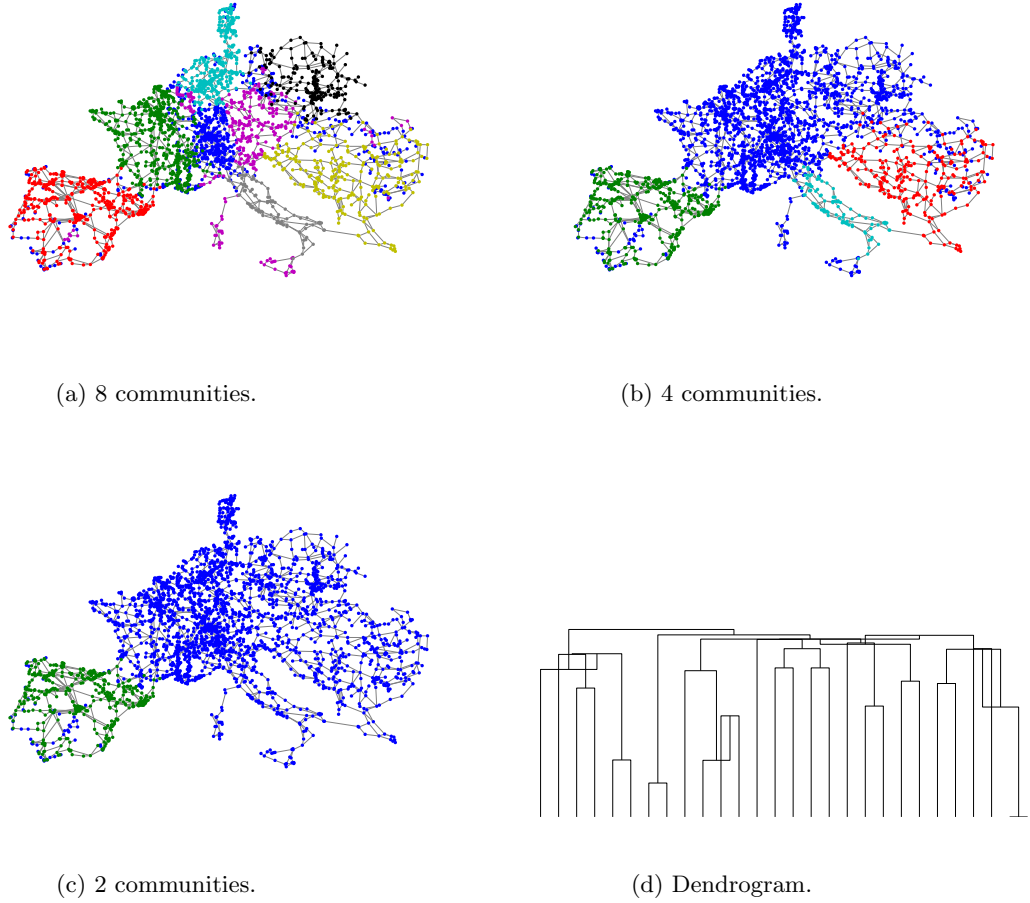 (a) 8 communities.
(b) 4 communities.
(c) 2 communities.
(d) Dendrogram.